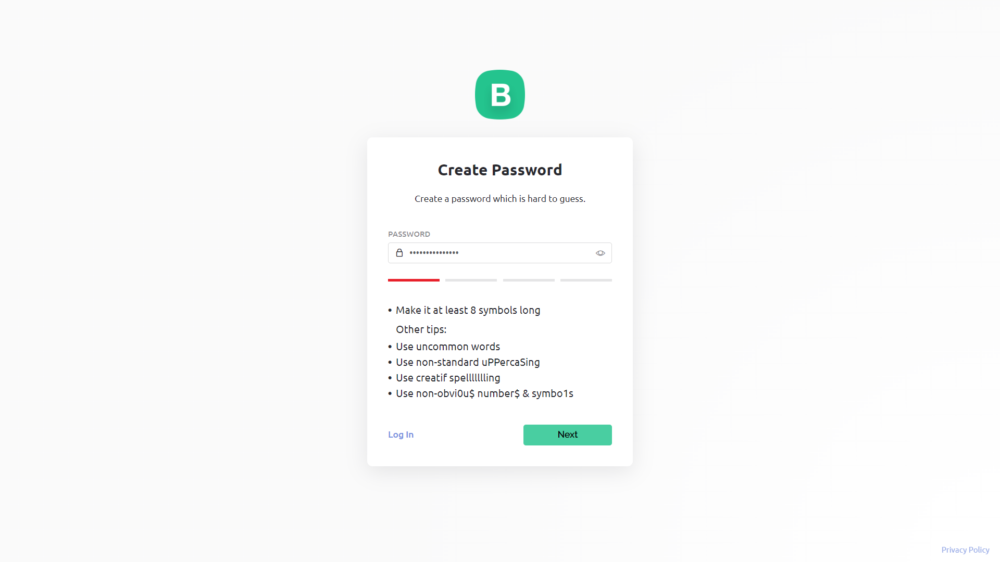 B
Create Password
Create a password which is hard to guess.
PASSWORD
•••••••••••••••
• Make it at least 8 symbols long
Other tips:
• Use uncommon words
• Use non-standard uPPercaSing
• Use creatif spellllllling
• Use non-obvi0u$ number$ & symbo1s
Log In
Next
Privacy Policy